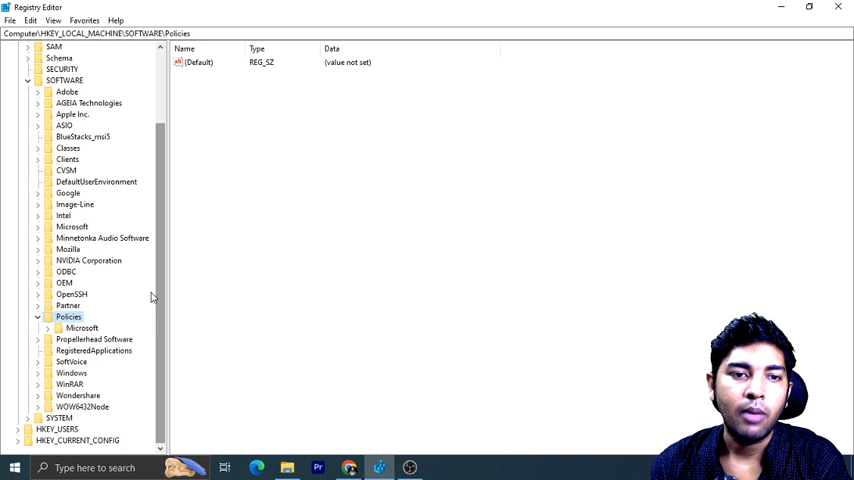 Registry Editor
File Edit View Favorites Help
Computer\HKEY_LOCAL_MACHINE\SOFTWARE\Policies
Name Type Data
ab (Default) REG_SZ (value not set)
SAM
Schema
SECURITY
SOFTWARE
Adobe
AGEIA Technologies
Apple Inc.
ASIO
BlueStacks_msi5
Classes
Clients
CVSM
DefaultUserEnvironment
Google
Image-Line
Intel
Microsoft
Minnetonka Audio Software
Mozilla
NVIDIA Corporation
ODBC
OEM
OpenSSH
Partner
Policies
Microsoft
Propellerhead Software
RegisteredApplications
SoftVoice
Windows
WinRAR
Wondershare
WOW6432Node
SYSTEM
HKEY_USERS
HKEY_CURRENT_CONFIG
Type here to search
Pr